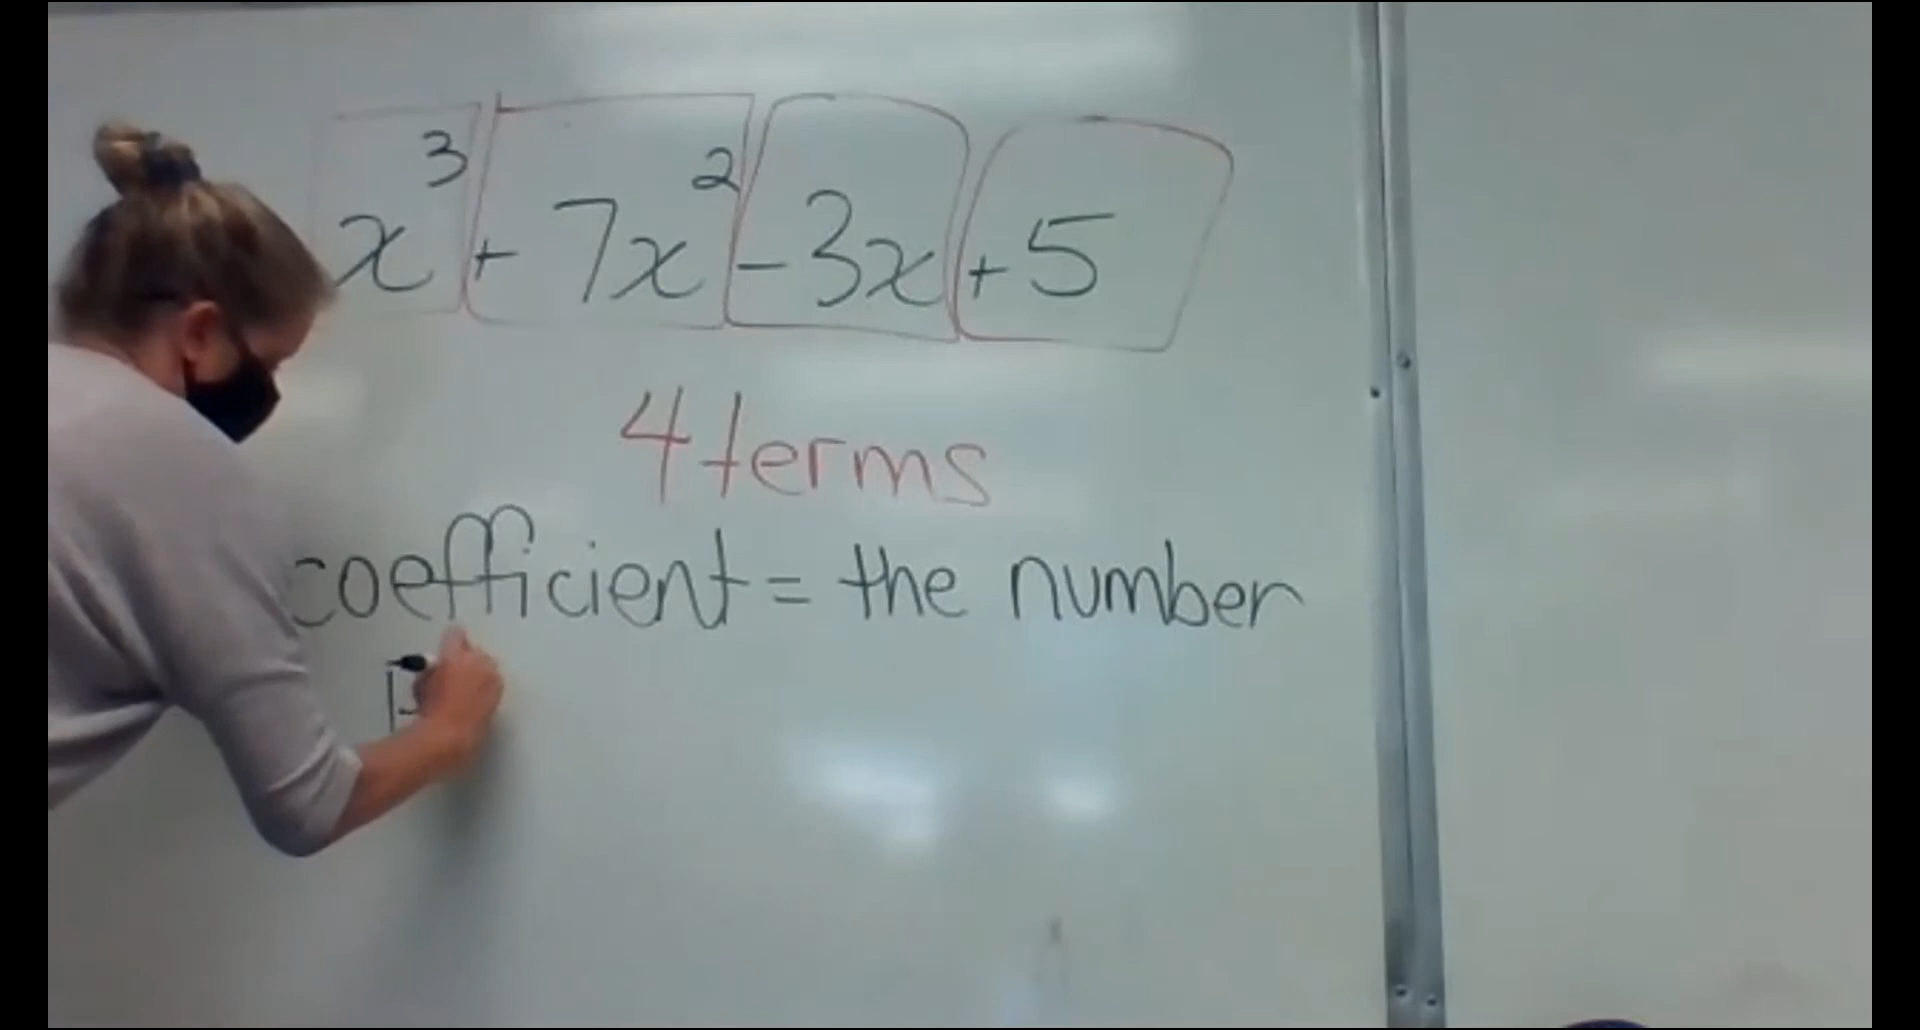 x³ + 7x² - 3x + 5
4 terms
coefficient = the number